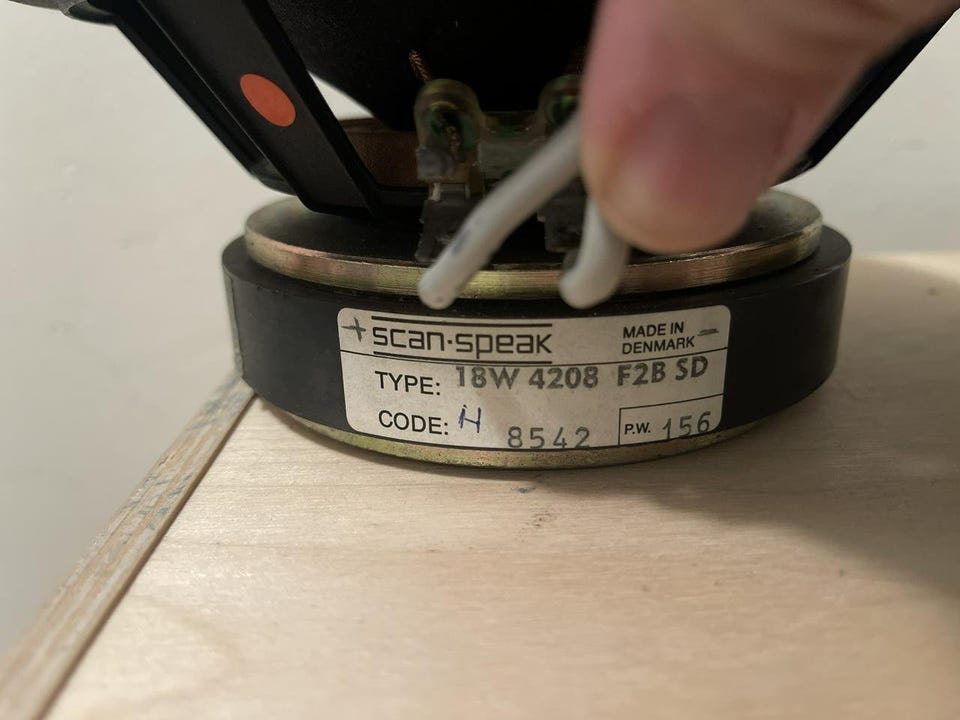 + scan-speak MADE IN DENMARK −
TYPE: 18W 4208 F2B SD
CODE: H 8542 P.W. 156